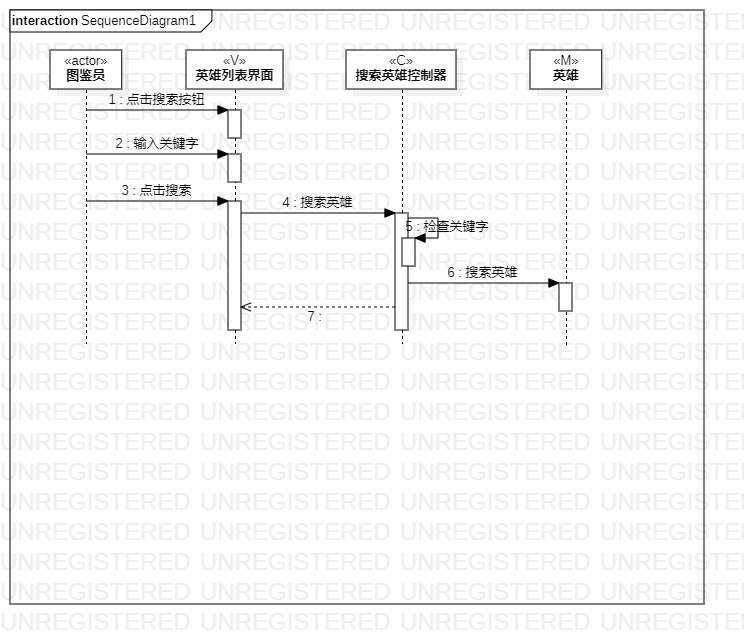 interaction SequenceDiagram1
«actor»
图鉴员
«V»
英雄列表界面
«C»
搜索英雄控制器
«M»
英雄
1 : 点击搜索按钮
2 : 输入关键字
3 : 点击搜索
4 : 搜索英雄
5 : 检查关键字
6 : 搜索英雄
7 :
UNREGISTERED UNREGISTERED UNREGISTERED UNREGISTERED